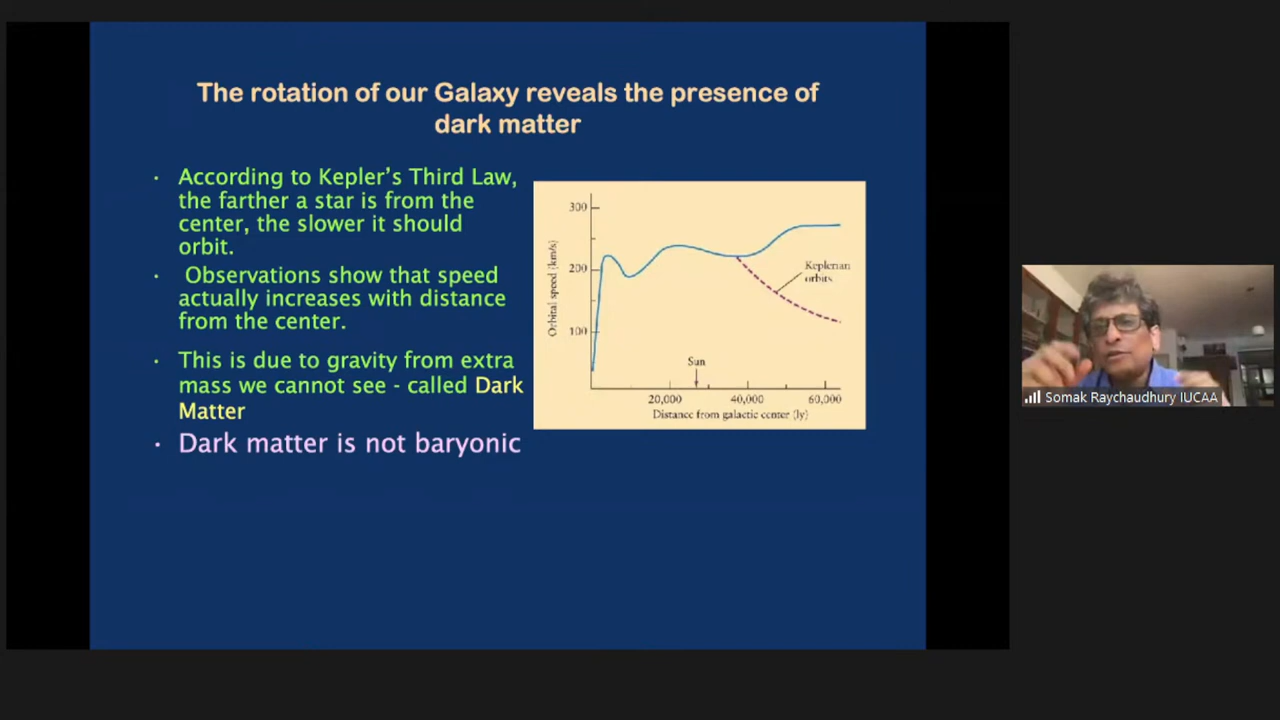 The rotation of our Galaxy reveals the presence of
dark matter
· According to Kepler's Third Law,
the farther a star is from the
center, the slower it should
orbit.
· Observations show that speed
actually increases with distance
from the center.
· This is due to gravity from extra
mass we cannot see - called Dark
Matter
· Dark matter is not baryonic
300
200
100
Orbital speed (km/s)
Keplerian
orbits
Sun
20,000 40,000 60,000
Distance from galactic center (ly)
Somak Raychaudhury IUCAA